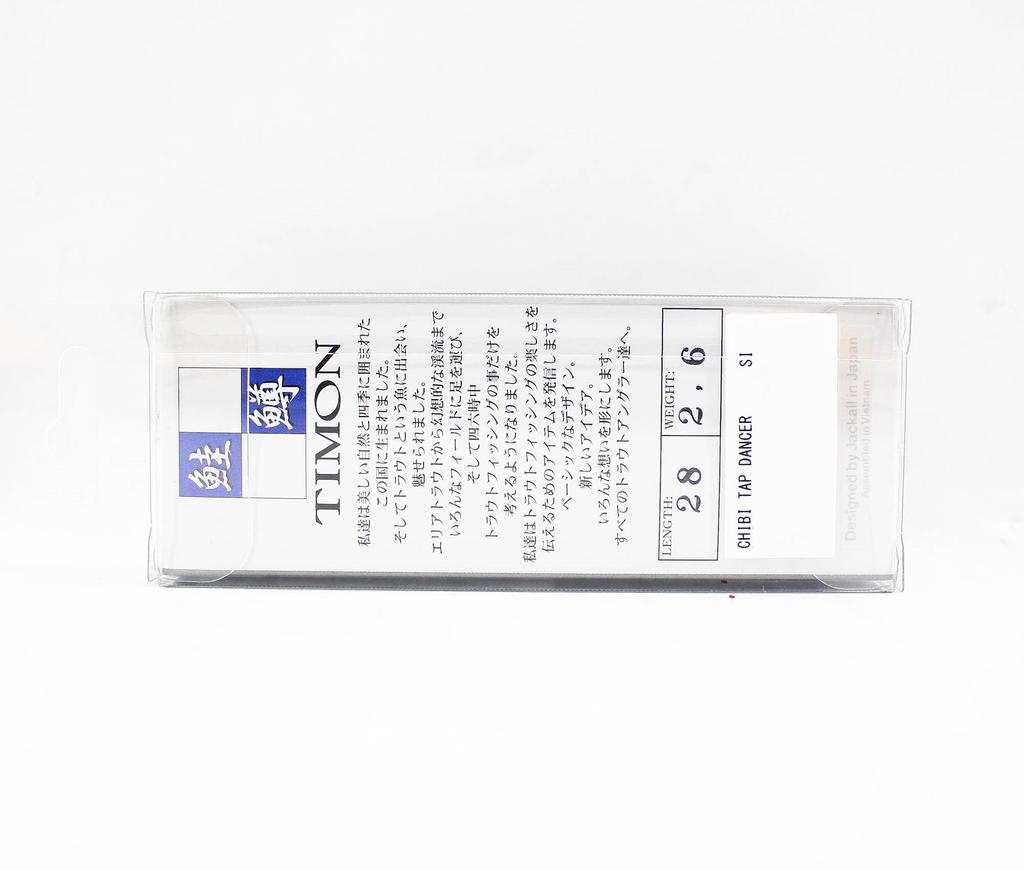 鮭
鱒
TIMON
私達は美しい自然と四季に囲まれた
この国に生まれました。
そしてトラウトという魚に出会い、
魅せられました。
エリアトラウトから幻想的な渓流まで
いろんなフィールドに足を運び、
そして四六時中
トラウトフィッシングの事だけを
考えるようになりました。
私達はトラウトフィッシングの楽しさを
伝えるためのアイテムを発信します。
ベーシックなデザイン。
新しいアイデア。
いろんな想いを形にします。
すべてのトラウトアングラー達へ。
LENGTH: WEIGHT:
28 2,6
CHIBI TAP DANCER SI
Designed by Jackall in Japan
Assembled in Vietnam